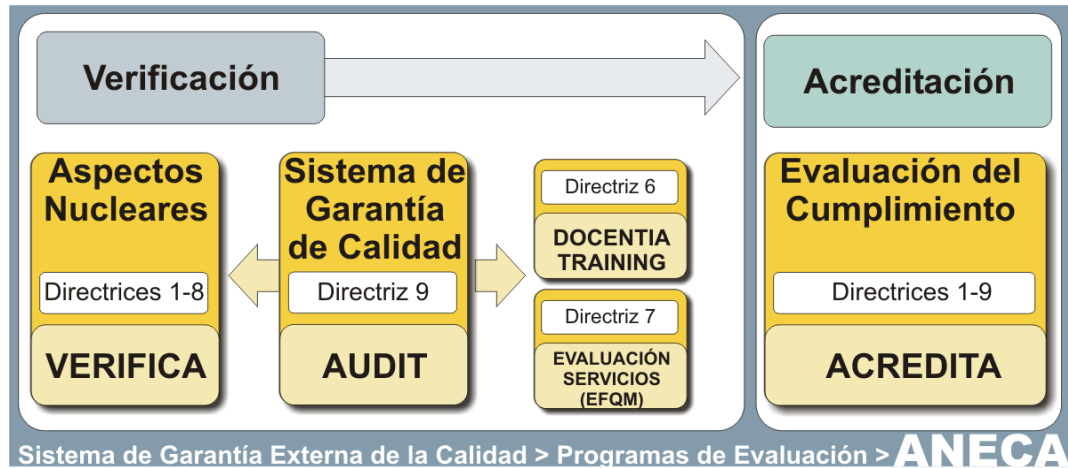 Verificación
Acreditación
Aspectos
Nucleares
Directrices 1-8
VERIFICA
Sistema de
Garantía
de Calidad
Directriz 9
AUDIT
Directriz 6
DOCENTIA
TRAINING
Directriz 7
EVALUACIÓN
SERVICIOS
(EFQM)
Evaluación del
Cumplimiento
Directrices 1-9
ACREDITA
Sistema de Garantía Externa de la Calidad > Programas de Evaluación > ANECA